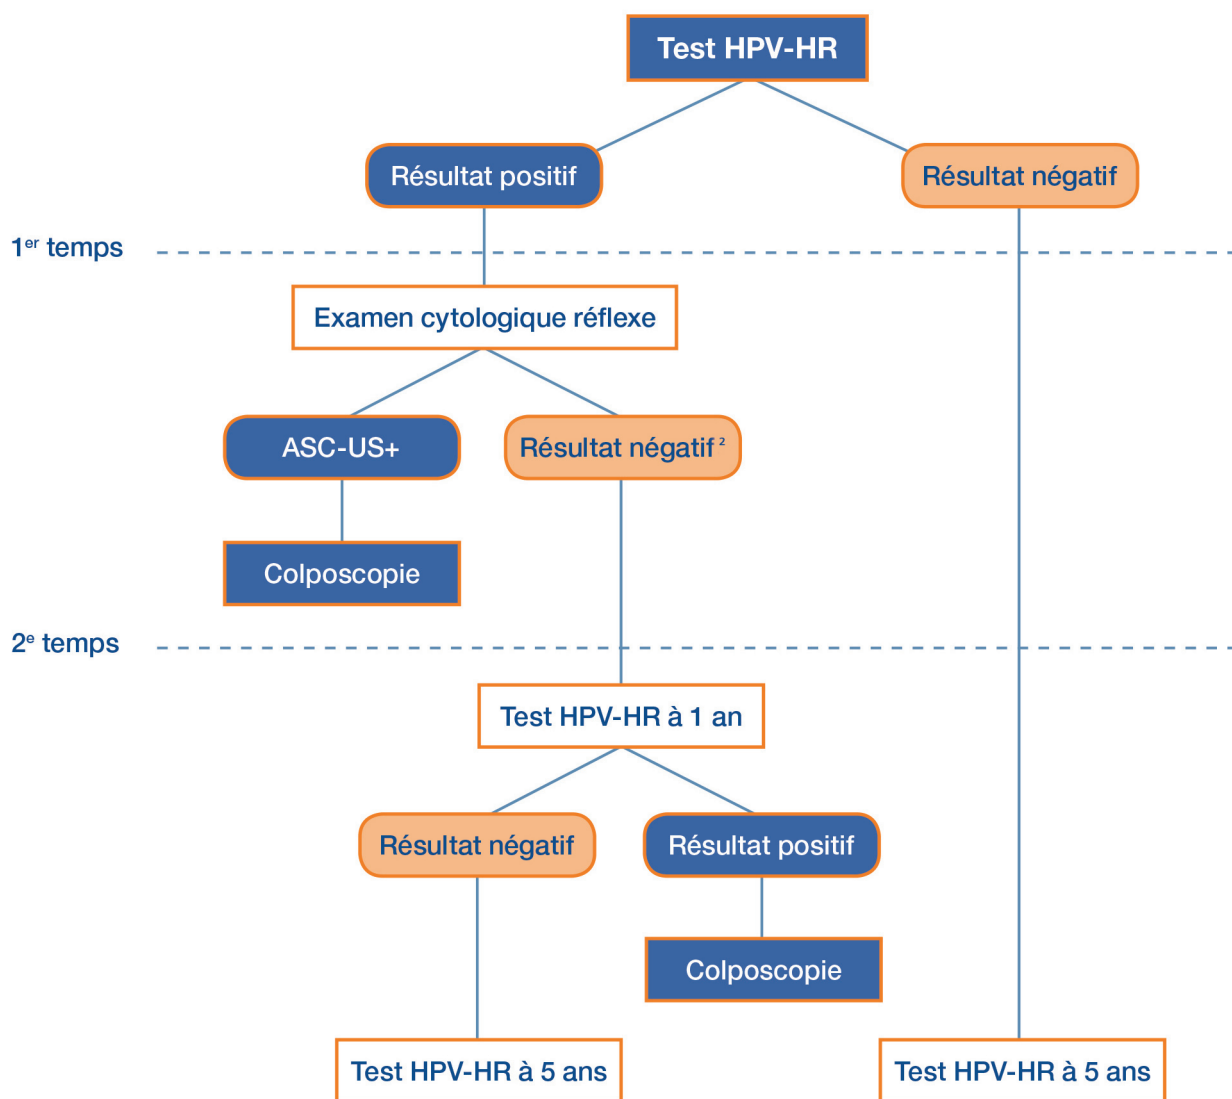 Test HPV-HR
Résultat positif
Résultat négatif
1er temps
Examen cytologique réflexe
ASC-US+
Résultat négatif ²
Colposcopie
2e temps
Test HPV-HR à 1 an
Résultat négatif
Résultat positif
Colposcopie
Test HPV-HR à 5 ans
Test HPV-HR à 5 ans